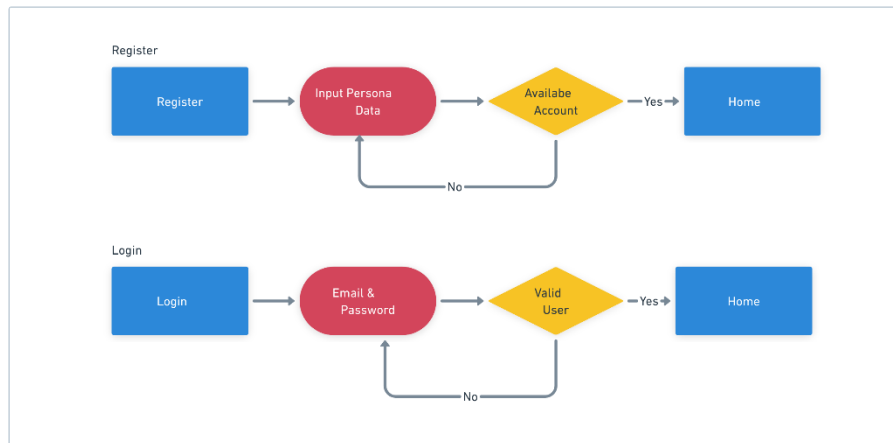 Register
Register
Input Persona
Data
Availabe
Account
Yes
Home
No
Login
Login
Email &
Password
Valid
User
Yes
Home
No